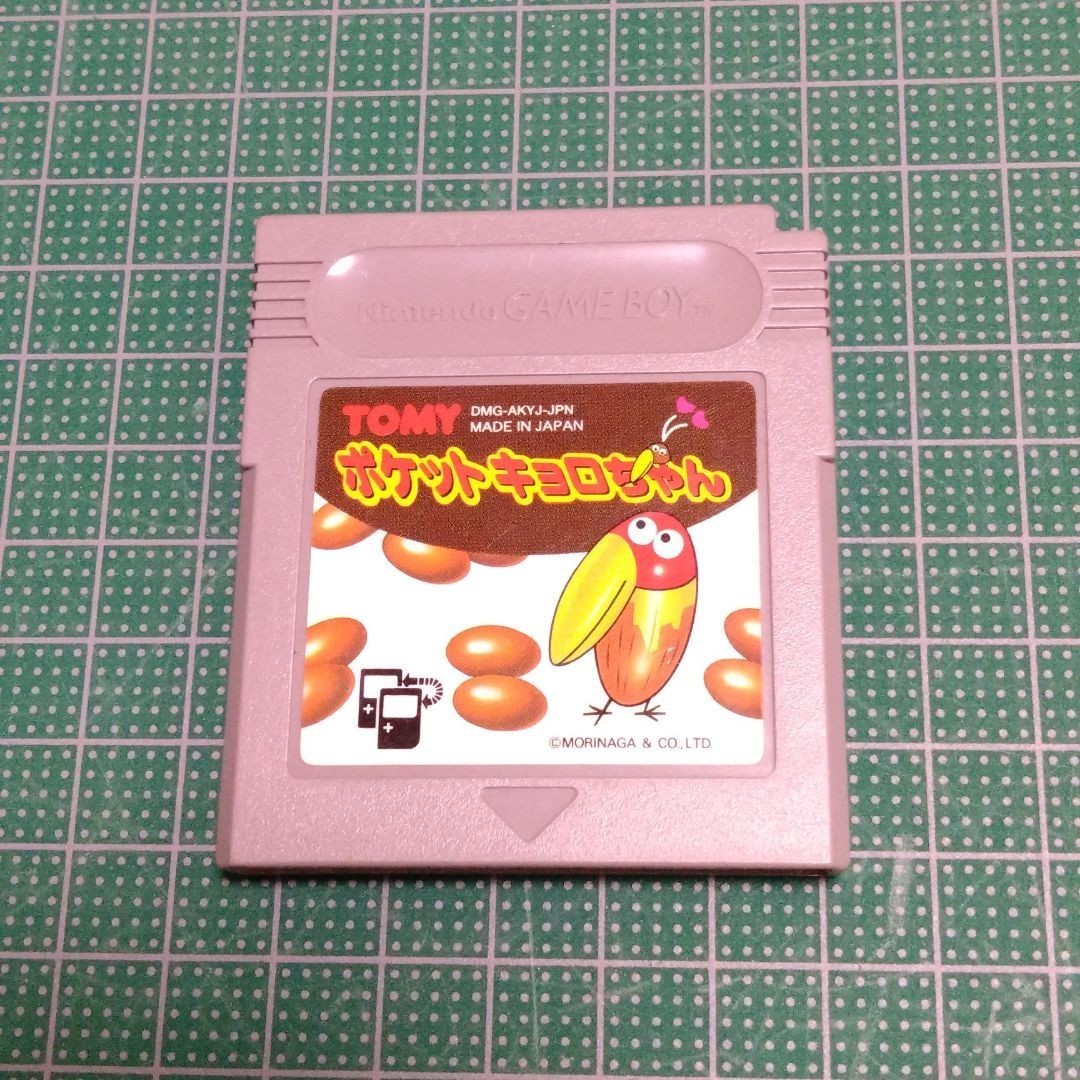 Nintendo GAME BOY™
TOMY
DMG-AKYJ-JPN
MADE IN JAPAN
ポケットキョロちゃん
©MORINAGA & CO., LTD.